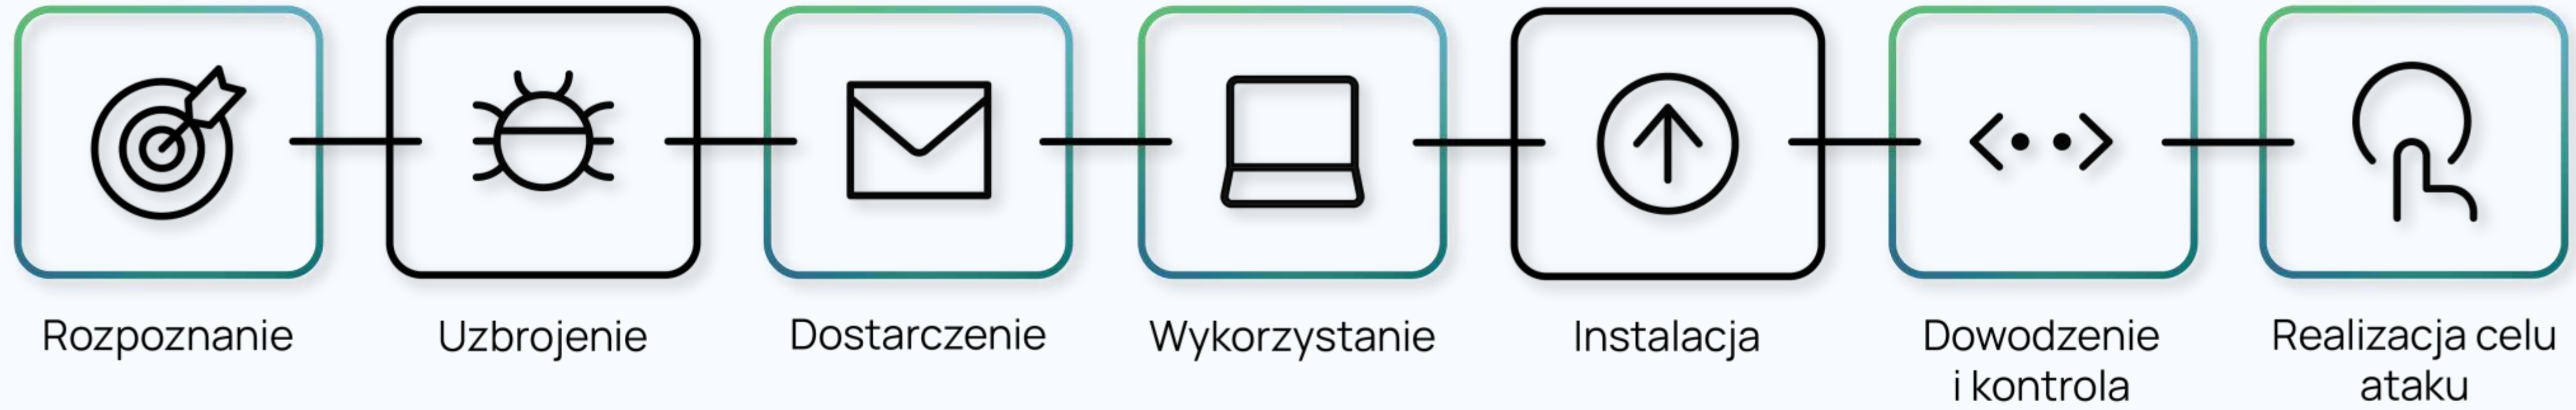 Rozpoznanie
Uzbrojenie
Dostarczenie
Wykorzystanie
Instalacja
Dowodzenie
i kontrola
Realizacja celu
ataku